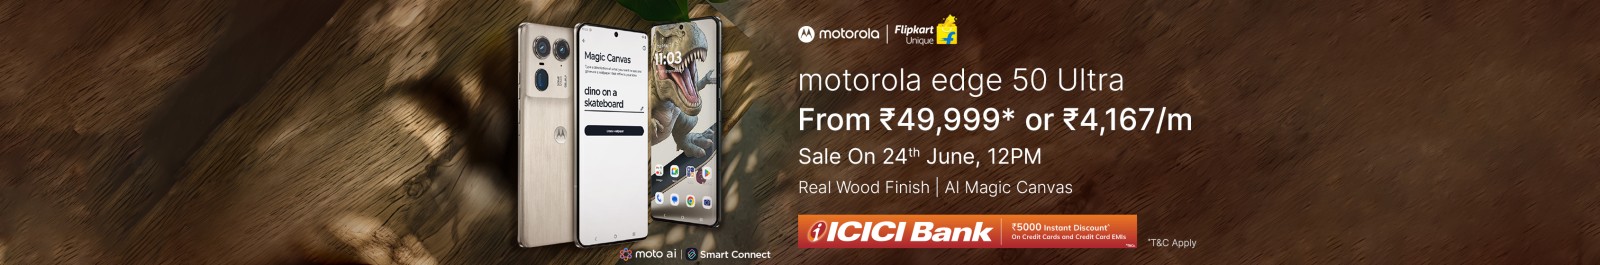 motorola
Flipkart
Unique
motorola edge 50 Ultra
From ₹49,999* or ₹4,167/m
Sale On 24th June, 12PM
Real Wood Finish | AI Magic Canvas
ICICI Bank
₹5000 Instant Discount*
On Credit Cards and Credit Card EMIs
*T&C Apply
Magic Canvas
dino on a
skateboard
11:03
moto ai | Smart Connect